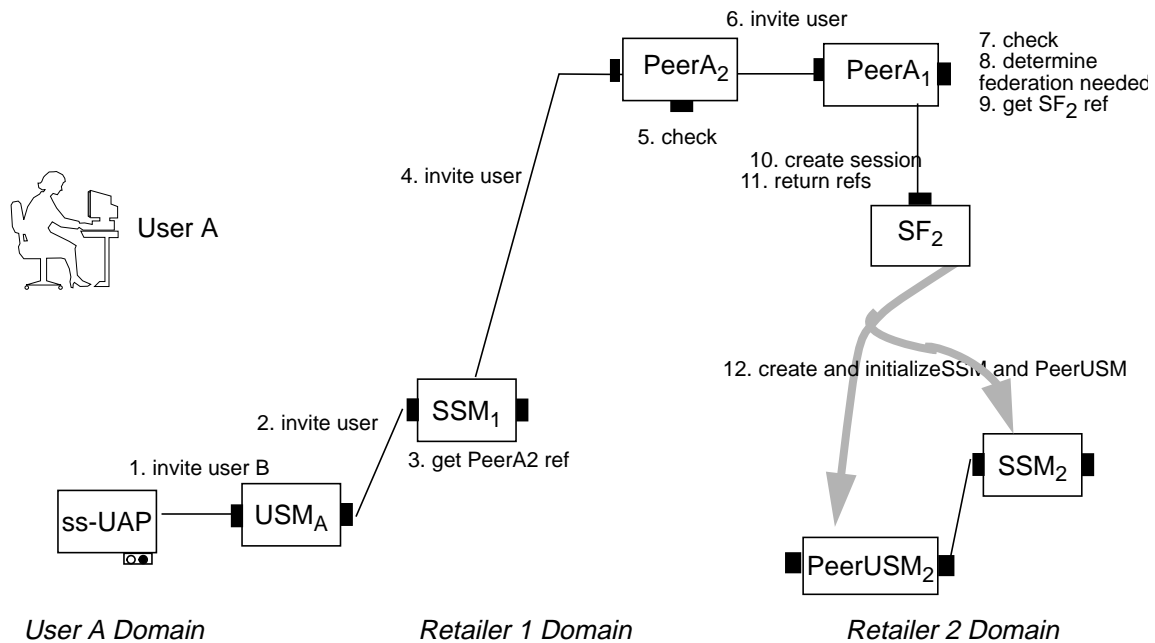 6. invite user
PeerA2
PeerA1
7. check
8. determine
federation needed
9. get SF2 ref
5. check
4. invite user
10. create session
11. return refs
User A
SF2
12. create and initializeSSM and PeerUSM
SSM1
2. invite user
3. get PeerA2 ref
1. invite user B
SSM2
ss-UAP
USMA
PeerUSM2
User A Domain
Retailer 1 Domain
Retailer 2 Domain